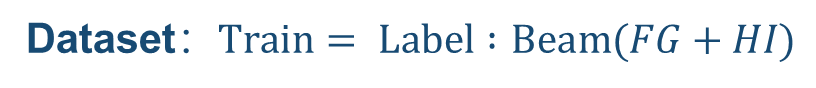 Dataset： Train = Label : Beam(FG + HI)